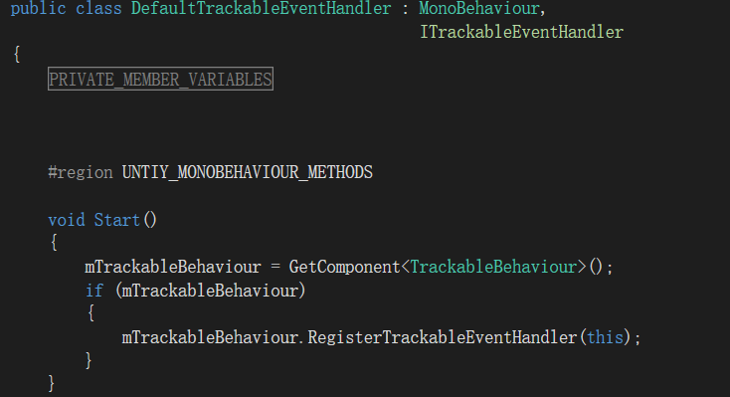 public class DefaultTrackableEventHandler : MonoBehaviour,
ITrackableEventHandler
{
PRIVATE_MEMBER_VARIABLES
#region UNTIY_MONOBEHAVIOUR_METHODS
void Start()
{
mTrackableBehaviour = GetComponent<TrackableBehaviour>();
if (mTrackableBehaviour)
{
mTrackableBehaviour.RegisterTrackableEventHandler(this);
}
}